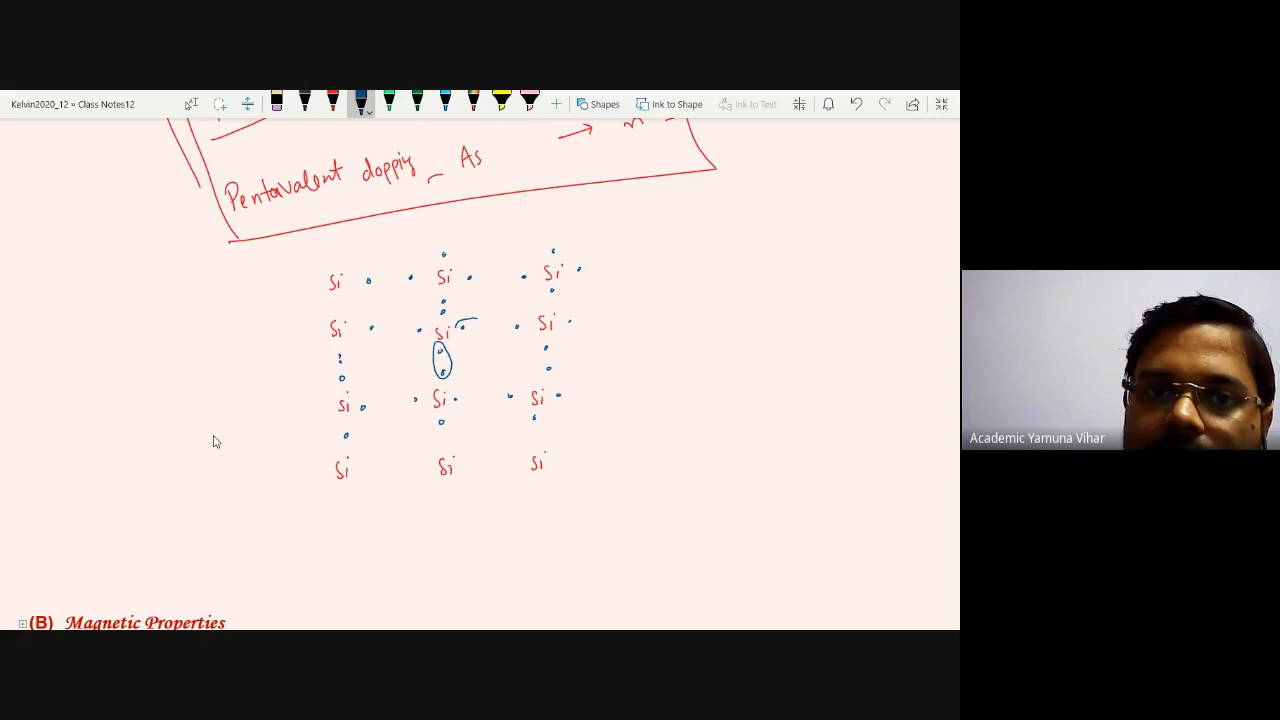 Kelvin2020_12 » Class Notes12
Shapes
Ink to Shape
Ink to Text
→ n
Pentavalent dopping - As
Si Si Si
Si Si Si
Si Si Si
Si Si Si
(B) Magnetic Properties
Academic Yamuna Vihar